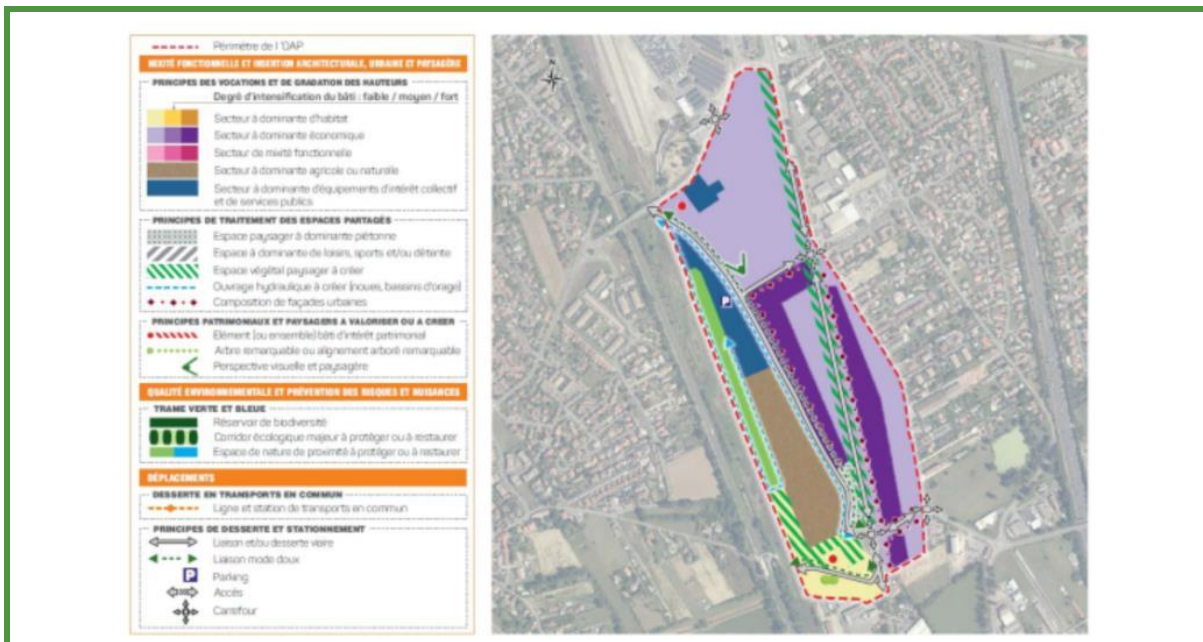 Périmètre de l'OAP
MIXITÉ FONCTIONNELLE ET INSERTION ARCHITECTURALE, URBAINE ET PAYSAGÈRE
PRINCIPES DES VOCATIONS ET DE GRADATION DES HAUTEURS
Degré d'intensification du bâti : faible / moyen / fort
Secteur à dominante d'habitat
Secteur à dominante économique
Secteur de mixité fonctionnelle
Secteur à dominante agricole ou naturelle
Secteur à dominante d'équipements d'intérêt collectif
et de services publics
PRINCIPES DE TRAITEMENT DES ESPACES PARTAGÉS
Espace paysager à dominante piétonne
Espace à dominante de loisirs, sports et/ou détente
Espace végétal paysager à créer
Ouvrage hydraulique à créer (noues, bassins d'orage)
Composition de façades urbaines
PRINCIPES PATRIMONIAUX ET PAYSAGERS A VALORISER OU A CREER
Elément (ou ensemble) bâti d'intérêt patrimonial
Arbre remarquable ou alignement arboré remarquable
Perspective visuelle et paysagère
QUALITÉ ENVIRONNEMENTALE ET PRÉVENTION DES RISQUES ET NUISANCES
TRAME VERTE ET BLEUE
Réservoir de biodiversité
Corridor écologique majeur à protéger ou à restaurer
Espace de nature de proximité à protéger ou à restaurer
DÉPLACEMENTS
DESSERTE EN TRANSPORTS EN COMMUN
Ligne et station de transports en commun
PRINCIPES DE DESSERTE ET STATIONNEMENT
Liaison et/ou desserte viaire
Liaison mode doux
P Parking
Accès
Carrefour
P